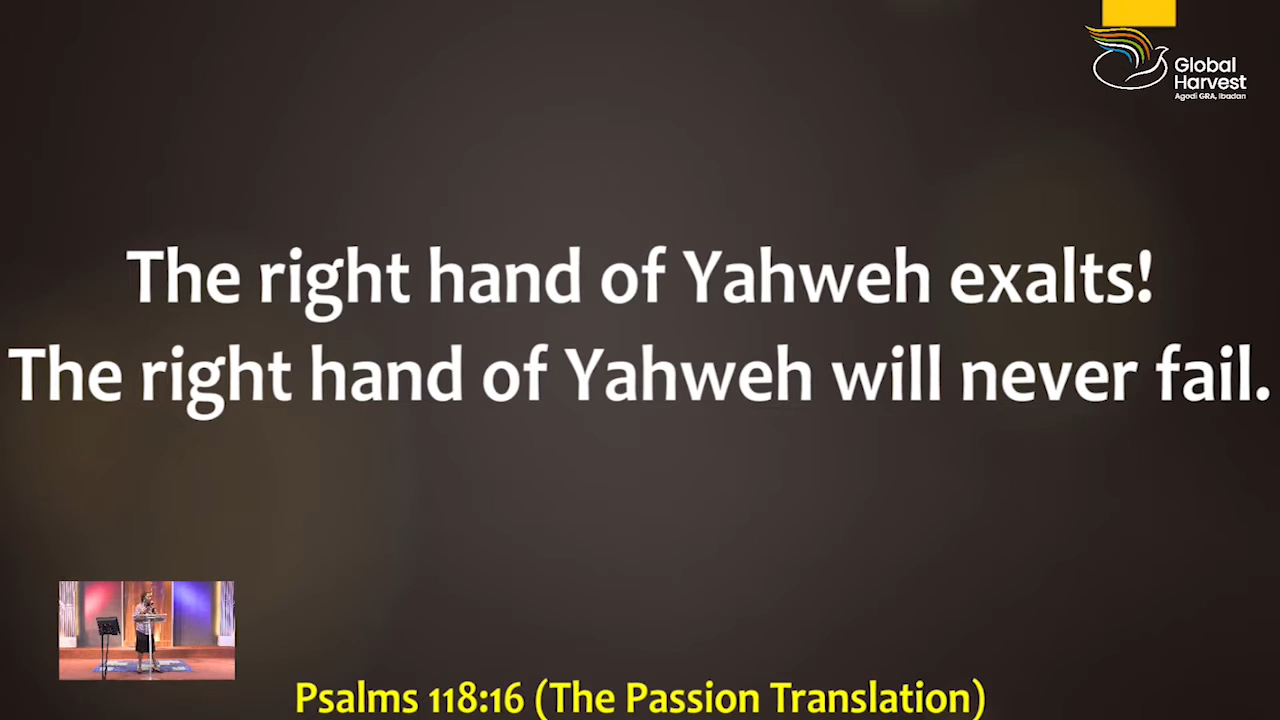 Global
Harvest
Agodi GRA, Ibadan
The right hand of Yahweh exalts!
The right hand of Yahweh will never fail.
Psalms 118:16 (The Passion Translation)